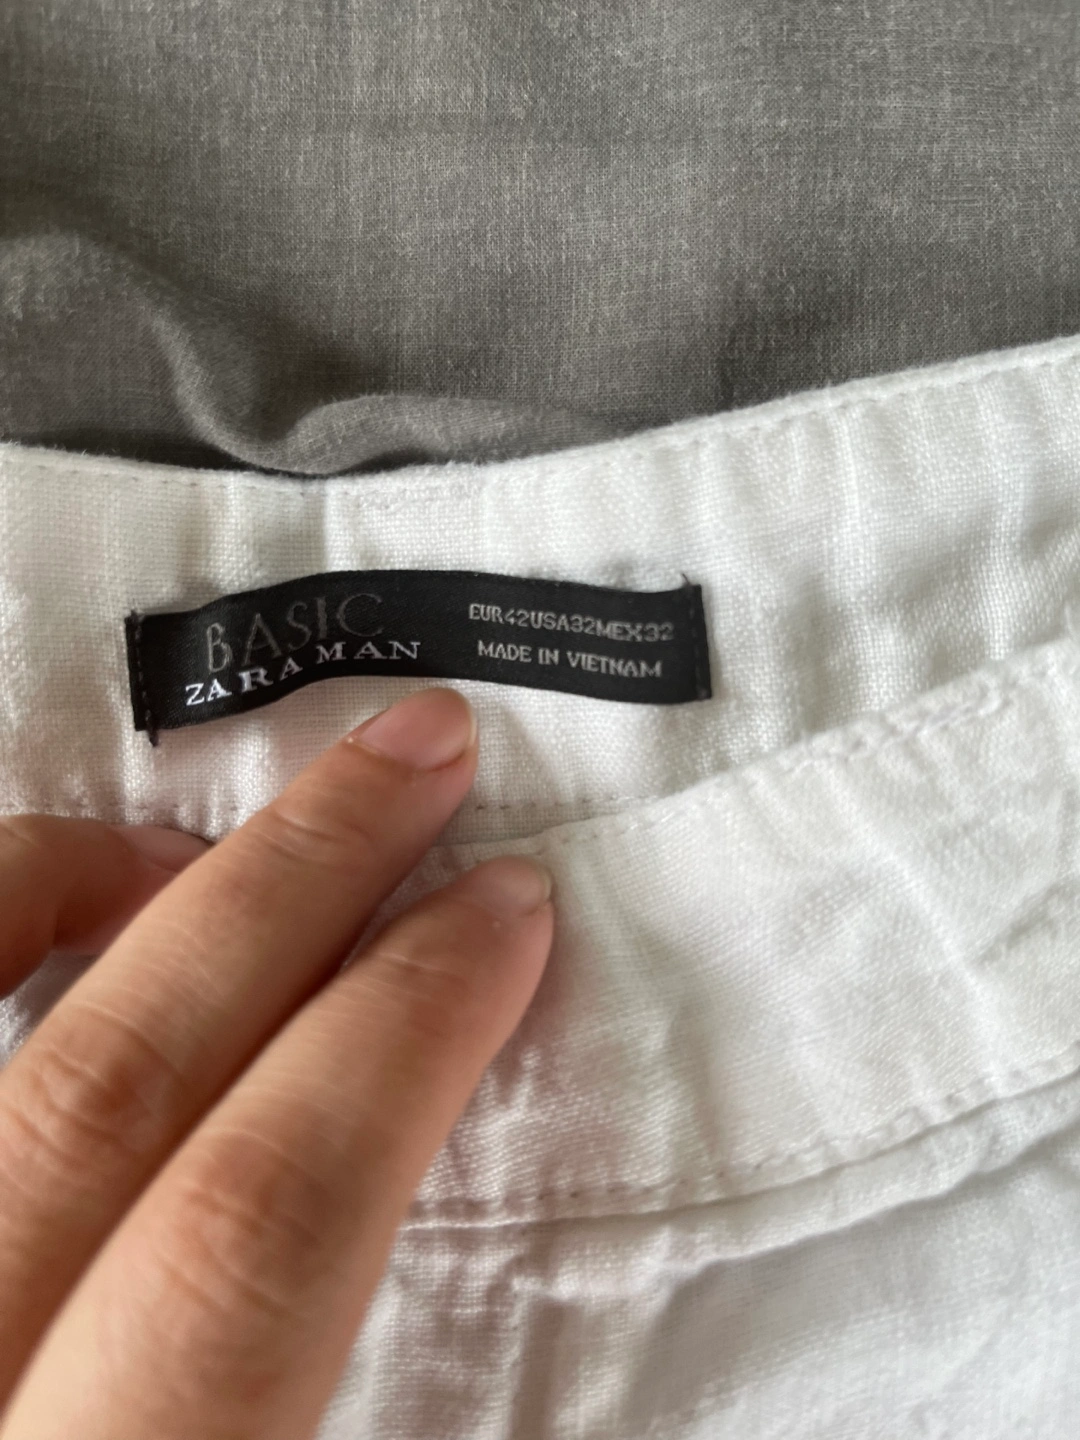 BASIC
ZARA MAN
EUR42USA32MEX32
MADE IN VIETNAM